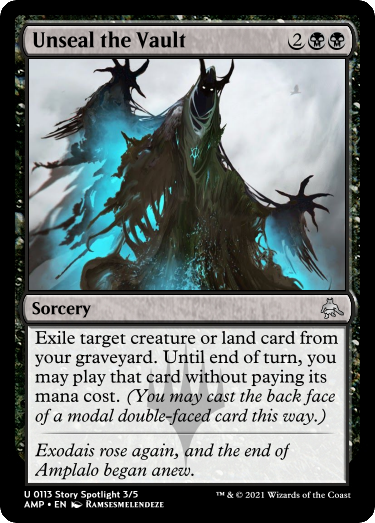 Unseal the Vault 2
Sorcery
Exile target creature or land card from
your graveyard. Until end of turn, you
may play that card without paying its
mana cost. (You may cast the back face
of a modal double-faced card this way.)
Exodais rose again, and the end of
Amplalo began anew.
U 0113 Story Spotlight 3/5
AMP • EN RAMSESMELENDEZE
™ & © 2021 Wizards of the Coast